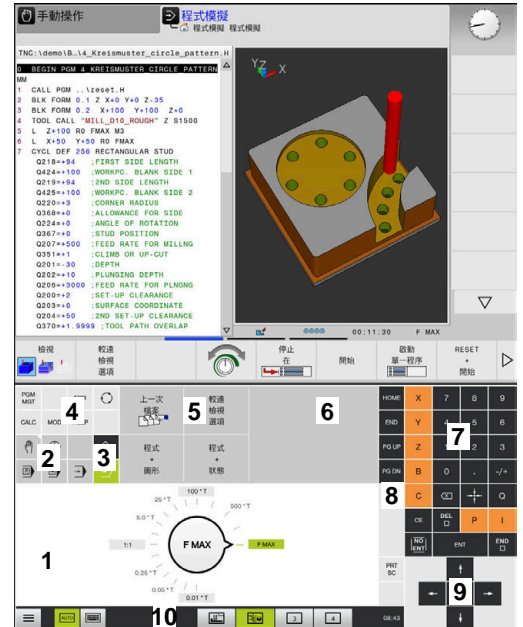 手動操作
程式模擬
程式模擬 程式模擬
TNC:\demo\B…\4_Kreismuster_circle_pattern.H
0 BEGIN PGM 4_KREISMUSTER_CIRCLE_PATTERN
MM
1 CALL PGM ..\reset.H
2 BLK FORM 0.1 Z X+0 Y+0 Z-35
3 BLK FORM 0.2 X+100 Y+100 Z+0
4 TOOL CALL "MILL_D10_ROUGH" Z S1500
5 L Z+100 R0 FMAX M3
6 L X+50 Y+50 R0 FMAX
7 CYCL DEF 256 RECTANGULAR STUD
Q218=+94 ;FIRST SIDE LENGTH
Q424=+100 ;WORKPC. BLANK SIDE 1
Q219=+94 ;2ND SIDE LENGTH
Q425=+100 ;WORKPC. BLANK SIDE 2
Q220=+3 ;CORNER RADIUS
Q368=+0 ;ALLOWANCE FOR SIDE
Q224=+0 ;ANGLE OF ROTATION
Q367=+0 ;STUD POSITION
Q207=+500 ;FEED RATE FOR MILLNG
Q351=+1 ;CLIMB OR UP-CUT
Q201=-30 ;DEPTH
Q202=+10 ;PLUNGING DEPTH
Q206=+3000 ;FEED RATE FOR PLNGNG
Q200=+2 ;SET-UP CLEARANCE
Q203=+0 ;SURFACE COORDINATE
Q204=+50 ;2ND SET-UP CLEARANCE
Q370=+1.9999 ;TOOL PATH OVERLAP
Y Z X
00:11:30 F MAX
檢視
較遠
檢視
選項
停止
在
開始
啟動
單一程序
RESET
+
開始
PGM
MGT
4
CALC MOD
2 3
上一次
檔案
5
較遠
檢視
選項
6
程式
+
圖形
程式
+
狀態
HOME X 7 8 9
END Y 4 5 6
PG UP Z 7 2 3
PG DN B 0 . -/+
8 C Q
CE DEL P I
NO
ENT
ENT
END
PRT
SC
9
1
100 *T
25 *T 500 *T
5.0 *T
1:1
F MAX
F MAX
0.25 *T
0.05 *T
0.01 *T
AUTO 10 3 4 08:43